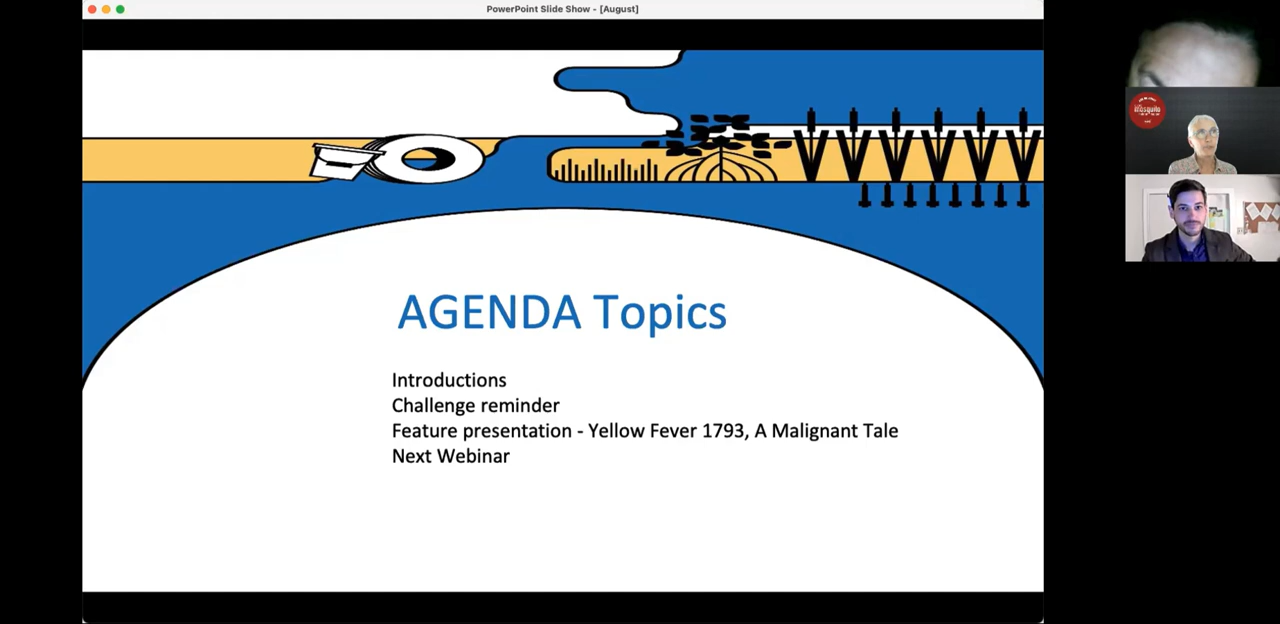 PowerPoint Slide Show - [August]
AGENDA Topics
Introductions
Challenge reminder
Feature presentation - Yellow Fever 1793, A Malignant Tale
Next Webinar